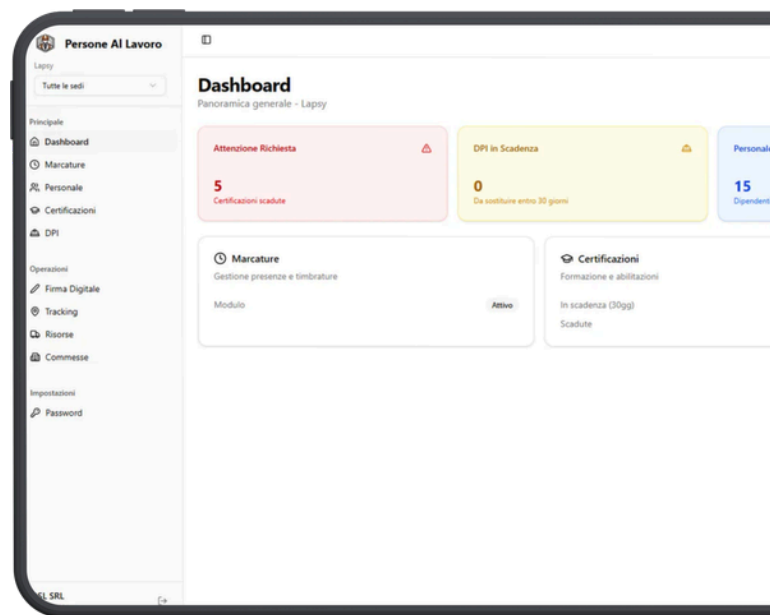 Persone Al Lavoro
Lapsy
Tutte le sedi
Principale
Dashboard
Marcature
Personale
Certificazioni
DPI
Operazioni
Firma Digitale
Tracking
Risorse
Commesse
Impostazioni
Password
SRL
Dashboard
Panoramica generale - Lapsy
Attenzione Richiesta
5
Certificazioni scadute
DPI in Scadenza
0
Da sostituire entro 30 giorni
Personale
15
Dipendent
Marcature
Gestione presenze e timbrature
Modulo
Attivo
Certificazioni
Formazione e abilitazioni
In scadenza (30gg)
Scadute